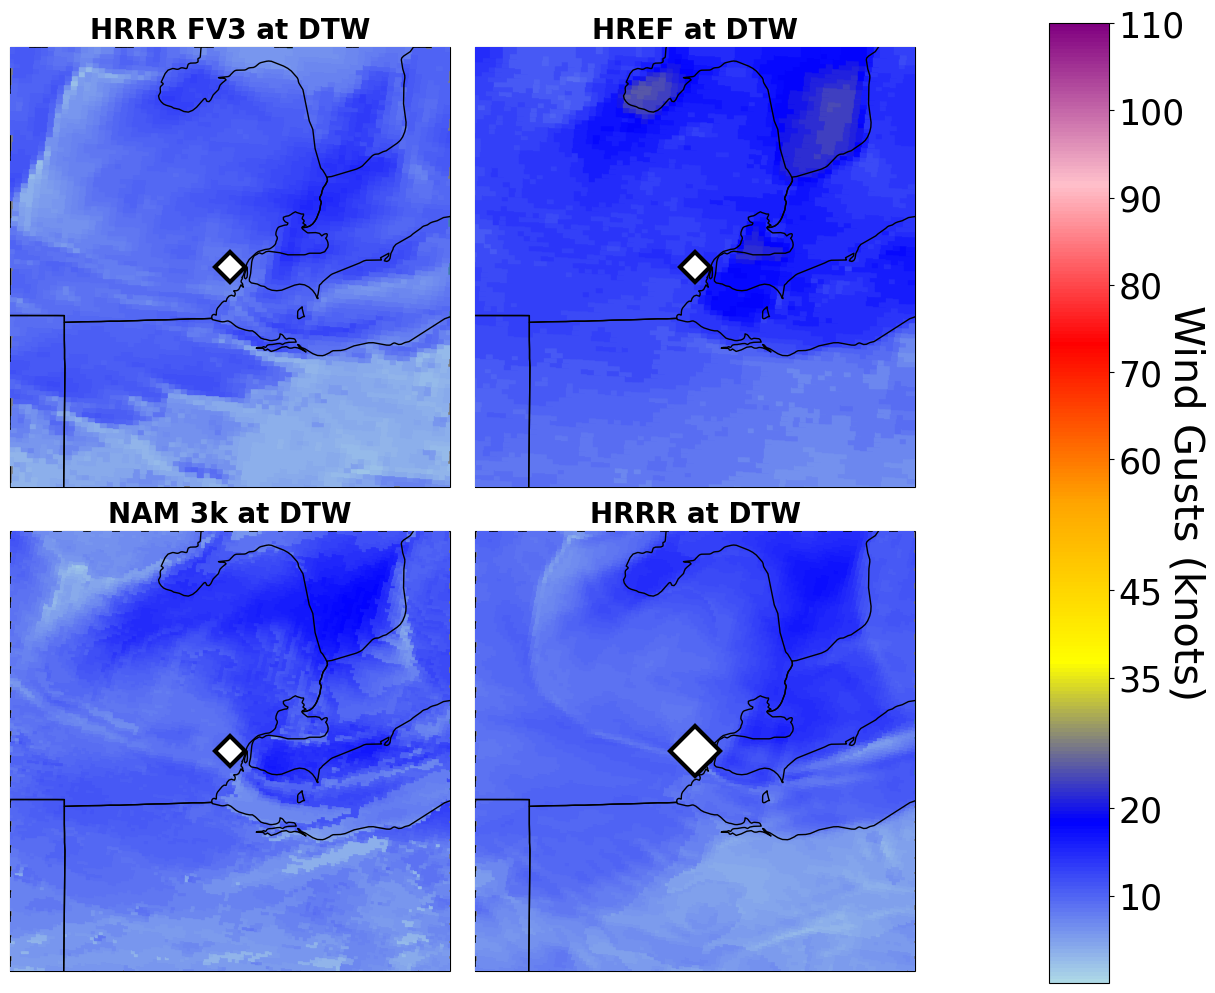 HRRR FV3 at DTW
HREF at DTW
NAM 3k at DTW
HRRR at DTW
110
100
90
80
70
60
45
35
20
10
Wind Gusts (knots)